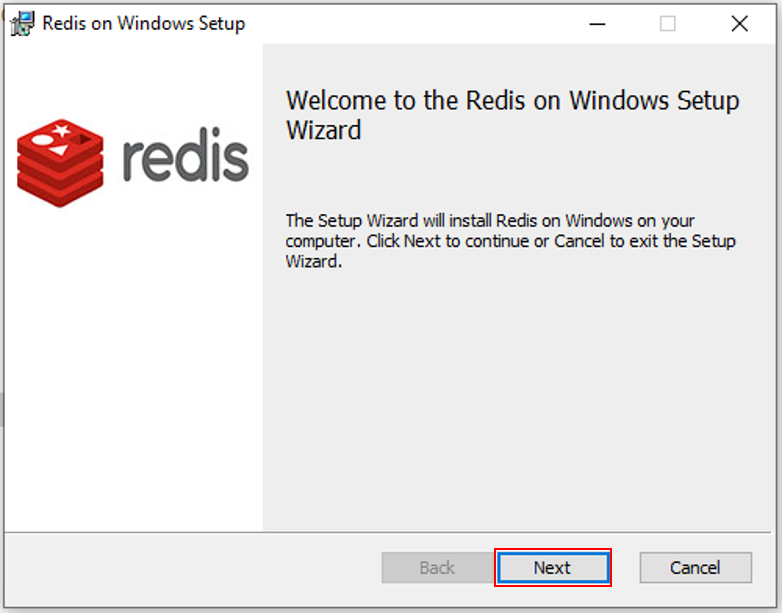 Redis on Windows Setup
redis
Welcome to the Redis on Windows Setup
Wizard
The Setup Wizard will install Redis on Windows on your
computer. Click Next to continue or Cancel to exit the Setup
Wizard.
Back
Next
Cancel